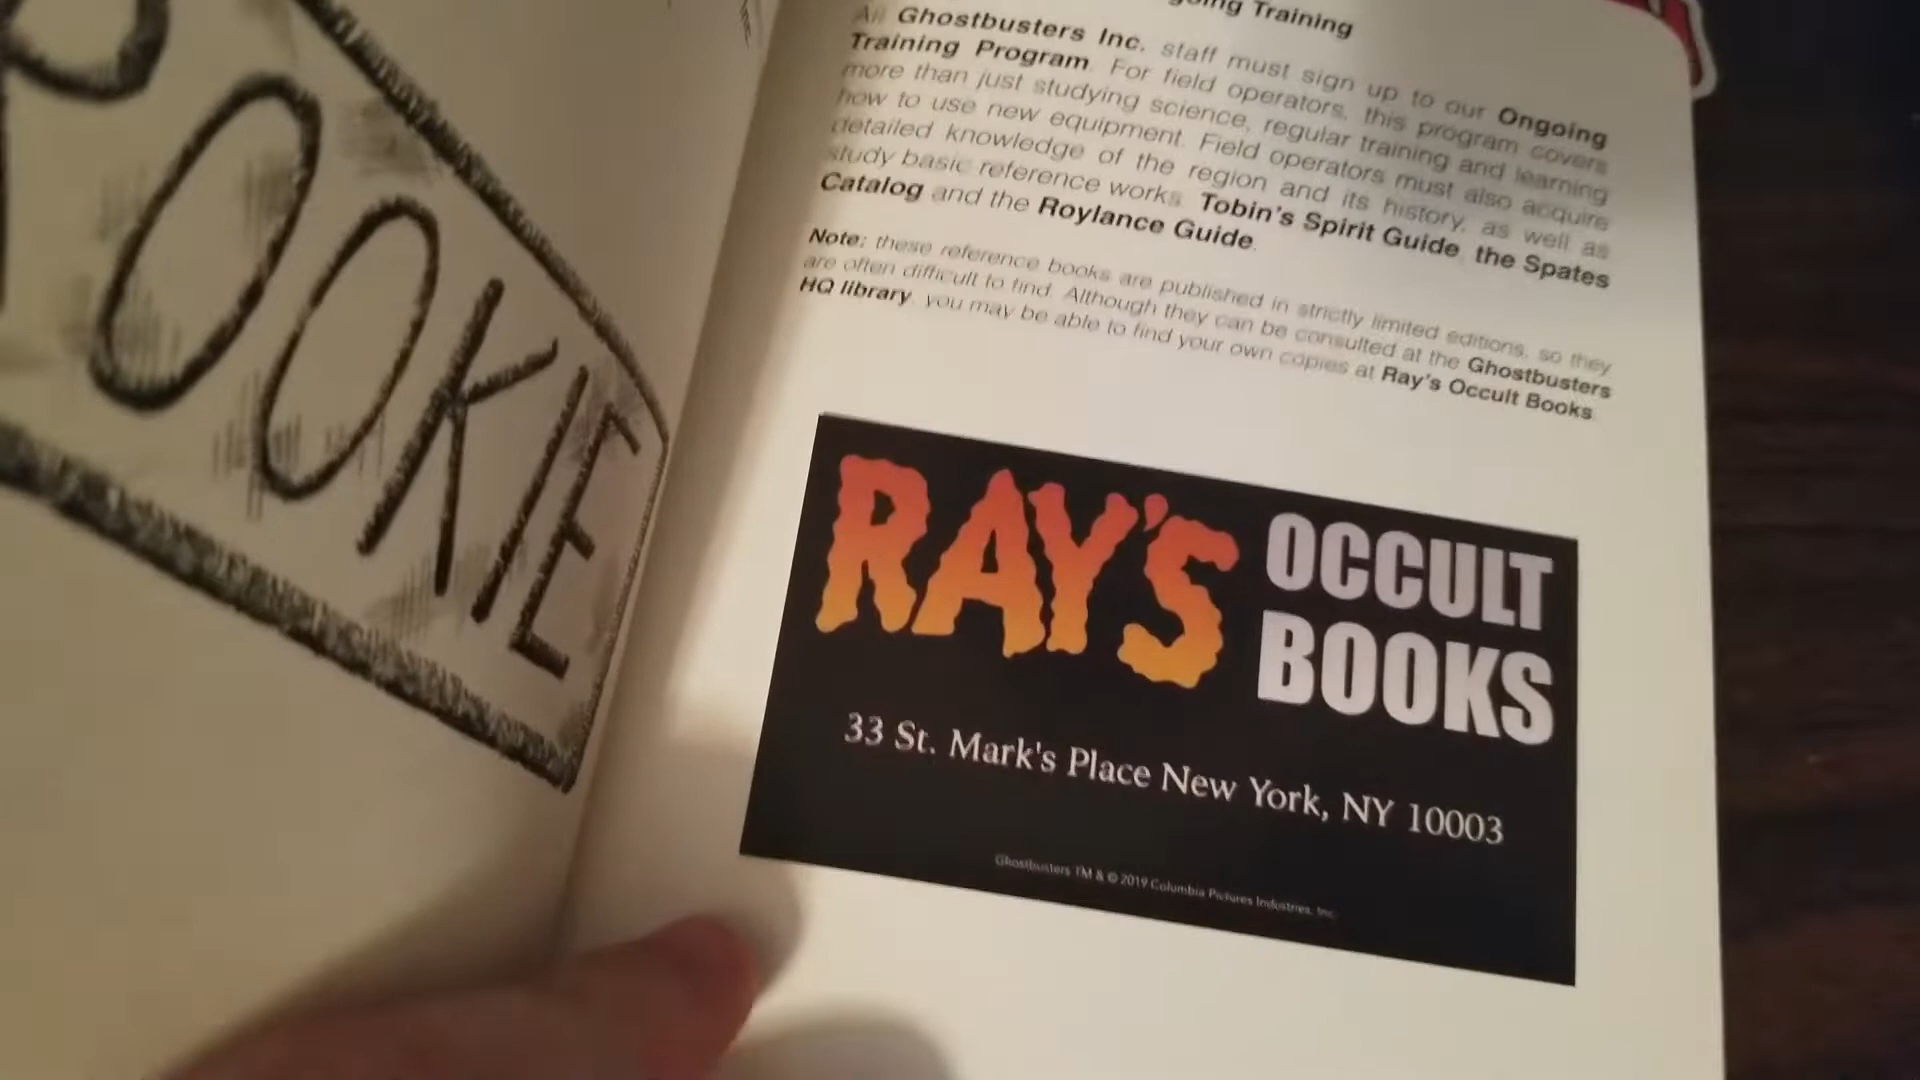 OOKIE
going Training
All Ghostbusters Inc. staff must sign up to our Ongoing
Training Program. For field operators, this program covers
more than just studying science, regular training and learning
how to use new equipment. Field operators must also acquire
detailed knowledge of the region and its history, as well as
study basic reference works: Tobin's Spirit Guide, the Spates
Catalog and the Roylance Guide.
Note: these reference books are published in strictly limited editions, so they
are often difficult to find. Although they can be consulted at the Ghostbusters
HQ library, you may be able to find your own copies at Ray's Occult Books.
RAY'S OCCULT
BOOKS
33 St. Mark's Place New York, NY 10003
Ghostbusters TM & © 2019 Columbia Pictures Industries, Inc.